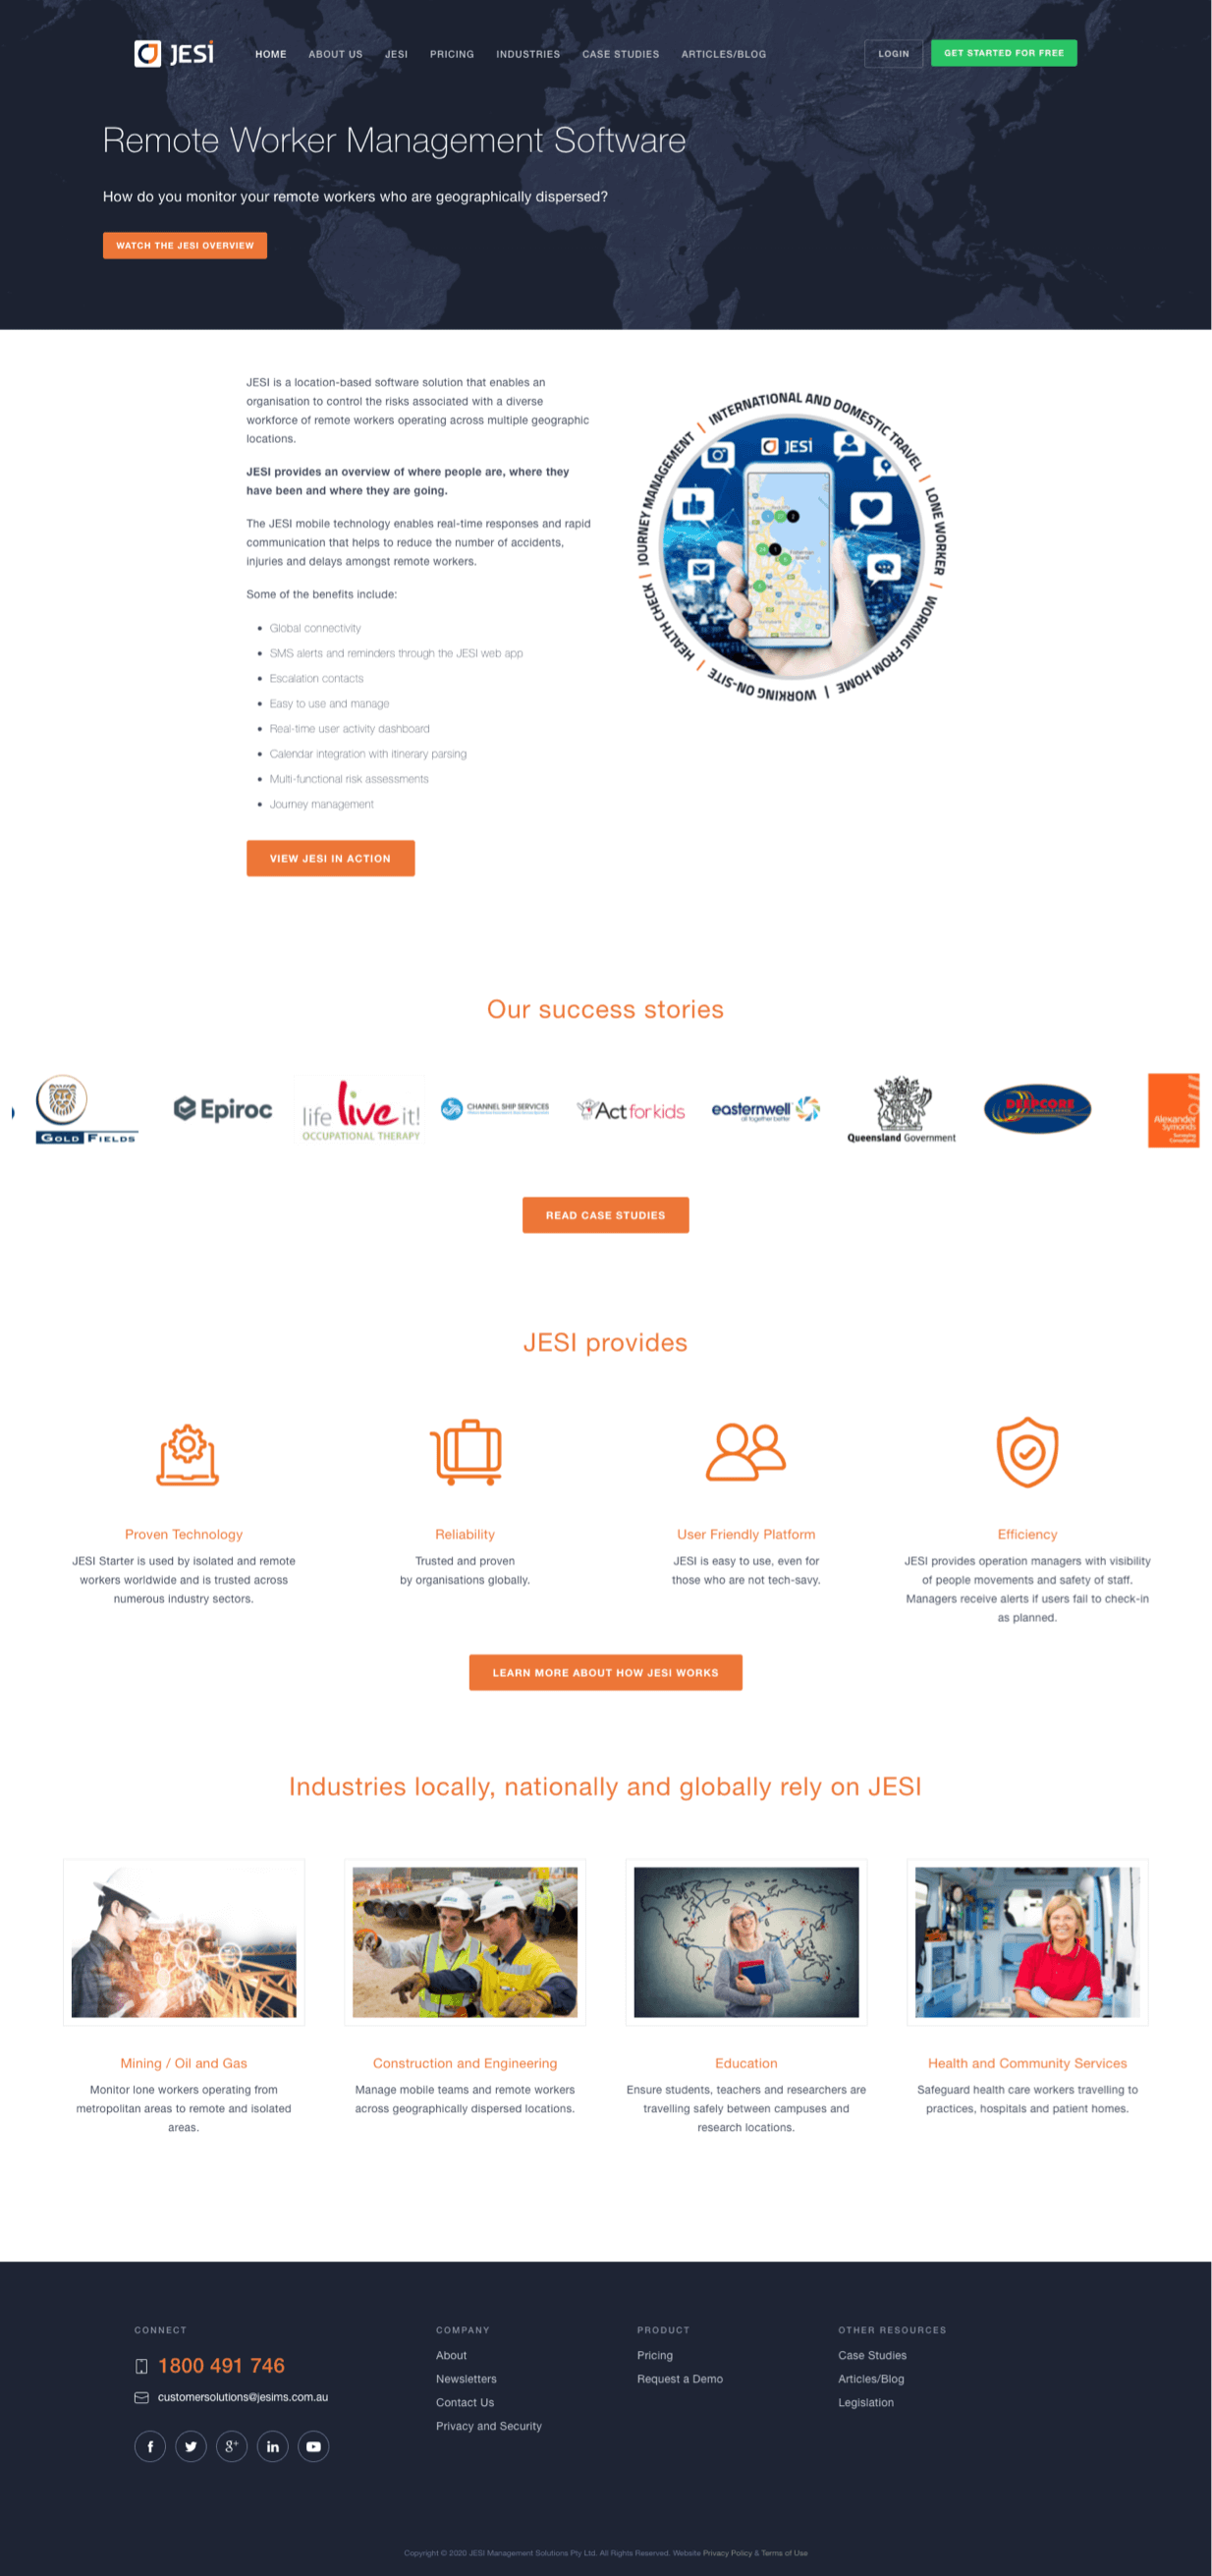 JESI
HOME ABOUT US JESI PRICING INDUSTRIES CASE STUDIES ARTICLES/BLOG
LOGIN
GET STARTED FOR FREE
Remote Worker Management Software
How do you monitor your remote workers who are geographically dispersed?
WATCH THE JESI OVERVIEW
JESI is a location-based software solution that enables an
organisation to control the risks associated with a diverse
workforce of remote workers operating across multiple geographic
locations.
JESI provides an overview of where people are, where they
have been and where they are going.
The JESI mobile technology enables real-time responses and rapid
communication that helps to reduce the number of accidents,
injuries and delays amongst remote workers.
Some of the benefits include:
• Global connectivity
• SMS alerts and reminders through the JESI web app
• Escalation contacts
• Easy to use and manage
• Real-time user activity dashboard
• Calendar integration with itinerary parsing
• Multi-functional risk assessments
• Journey management
VIEW JESI IN ACTION
JOURNEY MANAGEMENT | INTERNATIONAL AND DOMESTIC TRAVEL | LONE WORKER | WORKING FROM HOME | WORKING ON-SITE | HEALTH CHECK |
JESI
Our success stories
GOLD FIELDS
Epiroc
life live it!
OCCUPATIONAL THERAPY
CHANNEL SHIP SERVICES
Act for kids
easternwell
all together better
Queensland Government
DEEPCORE
Alexander
Symonds
Surveying
Consultants
READ CASE STUDIES
JESI provides
Proven Technology
JESI Starter is used by isolated and remote
workers worldwide and is trusted across
numerous industry sectors.
Reliability
Trusted and proven
by organisations globally.
User Friendly Platform
JESI is easy to use, even for
those who are not tech-savy.
Efficiency
JESI provides operation managers with visibility
of people movements and safety of staff.
Managers receive alerts if users fail to check-in
as planned.
LEARN MORE ABOUT HOW JESI WORKS
Industries locally, nationally and globally rely on JESI
Mining / Oil and Gas
Monitor lone workers operating from
metropolitan areas to remote and isolated
areas.
Construction and Engineering
Manage mobile teams and remote workers
across geographically dispersed locations.
Education
Ensure students, teachers and researchers are
travelling safely between campuses and
research locations.
Health and Community Services
Safeguard health care workers travelling to
practices, hospitals and patient homes.
CONNECT
1800 491 746
customersolutions@jesims.com.au
COMPANY
About
Newsletters
Contact Us
Privacy and Security
PRODUCT
Pricing
Request a Demo
OTHER RESOURCES
Case Studies
Articles/Blog
Legislation
Copyright © 2020 JESI Management Solutions Pty Ltd. All Rights Reserved. Website Privacy Policy & Terms of Use